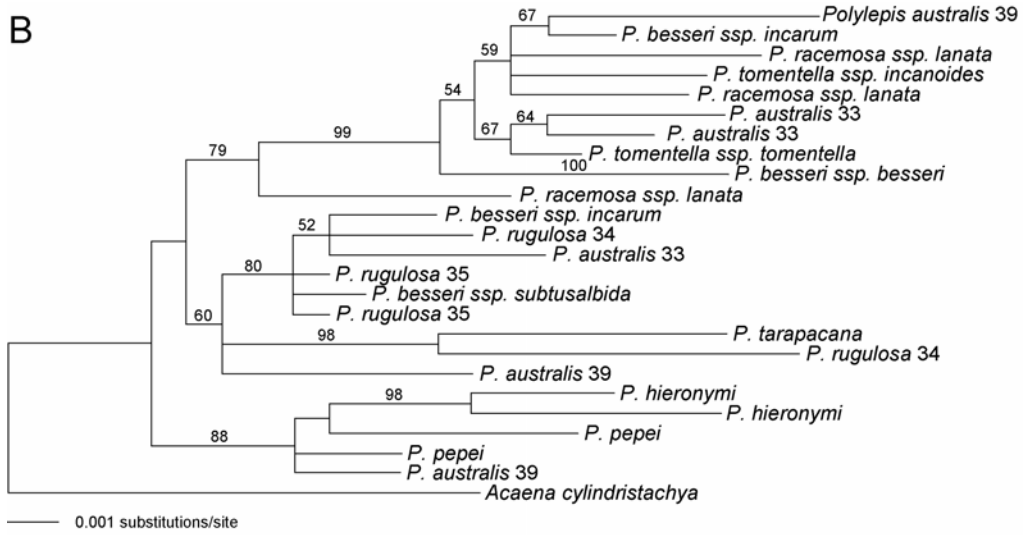 B
67
Polylepis australis 39
P. besseri ssp. incarum
59
P. racemosa ssp. lanata
P. tomentella ssp. incanoides
54
P. racemosa ssp. lanata
64
P. australis 33
67
P. australis 33
99
P. tomentella ssp. tomentella
79
100
P. besseri ssp. besseri
P. racemosa ssp. lanata
P. besseri ssp. incarum
52
P. rugulosa 34
P. australis 33
80
P. rugulosa 35
P. besseri ssp. subtusalbida
60
P. rugulosa 35
98
P. tarapacana
P. rugulosa 34
P. australis 39
98
P. hieronymi
P. hieronymi
88
P. pepei
P. pepei
P. australis 39
Acaena cylindristachya
0.001 substitutions/site